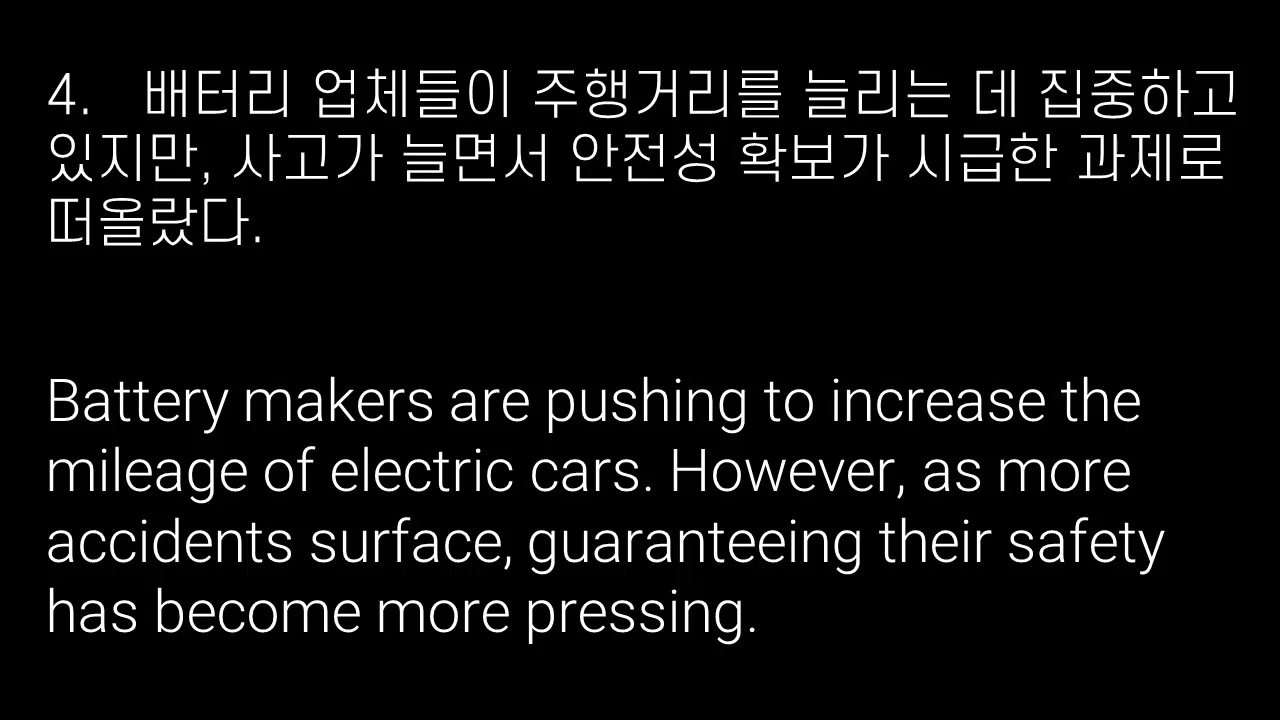 4. 배터리 업체들이 주행거리를 늘리는 데 집중하고
있지만, 사고가 늘면서 안전성 확보가 시급한 과제로
떠올랐다.
Battery makers are pushing to increase the
mileage of electric cars. However, as more
accidents surface, guaranteeing their safety
has become more pressing.